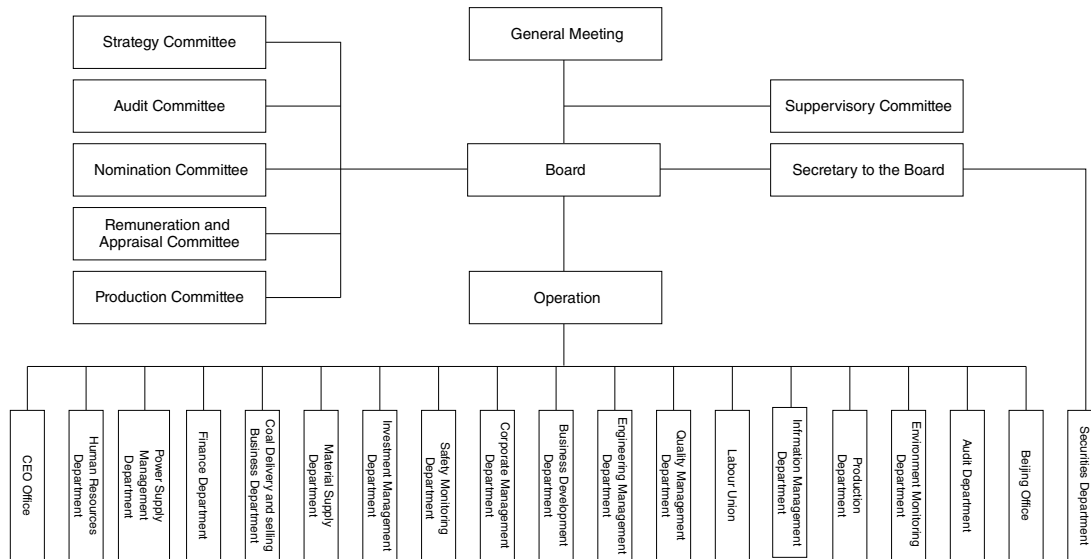 Strategy Committee
General Meeting
Audit Committee
Suppervisory Committee
Nomination Committee
Board
Secretary to the Board
Remuneration and
Appraisal Committee
Production Committee
Operation
CEO Office
Human Resources
Department
Power Supply
Management
Department
Finance Department
Coal Delivery and selling
Business Department
Material Supply
Department
Investment Management
Department
Safety Monitoring
Department
Corporate Management
Department
Business Development
Department
Engineering Management
Department
Quality Management
Department
Labour Union
Infrmation Management
Department
Production
Department
Environment Monitoring
Department
Audit Department
Beijing Office
Securities Department